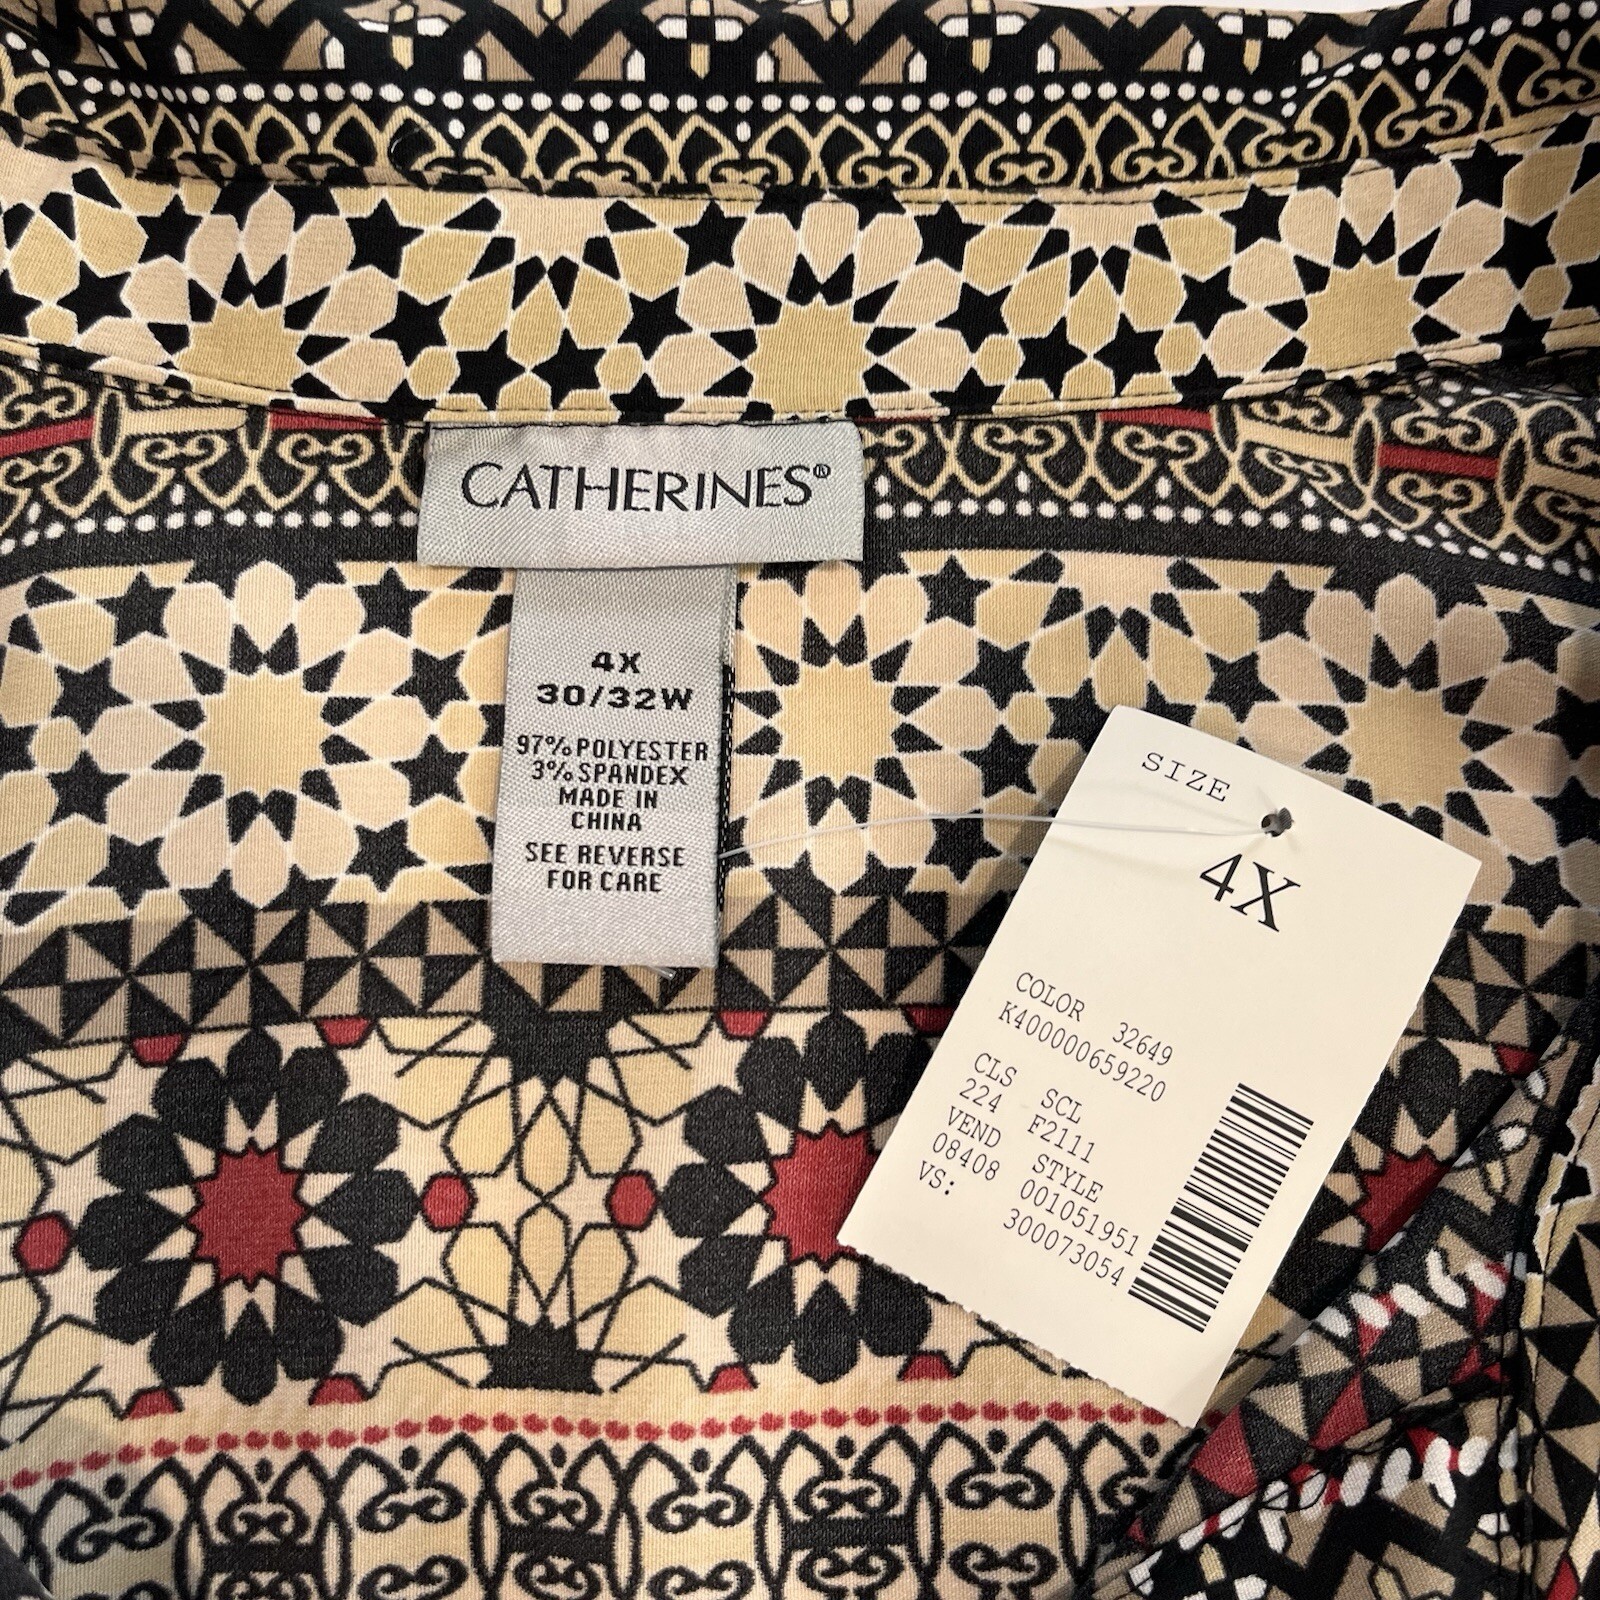 CATHERINES®
4X
30/32W
97% POLYESTER
3% SPANDEX
MADE IN
CHINA
SEE REVERSE
FOR CARE
SIZE
4X
COLOR 32649
K40000659220
CLS SCL
224 F2111
VEND STYLE
08408 001051951
VS: 300073054